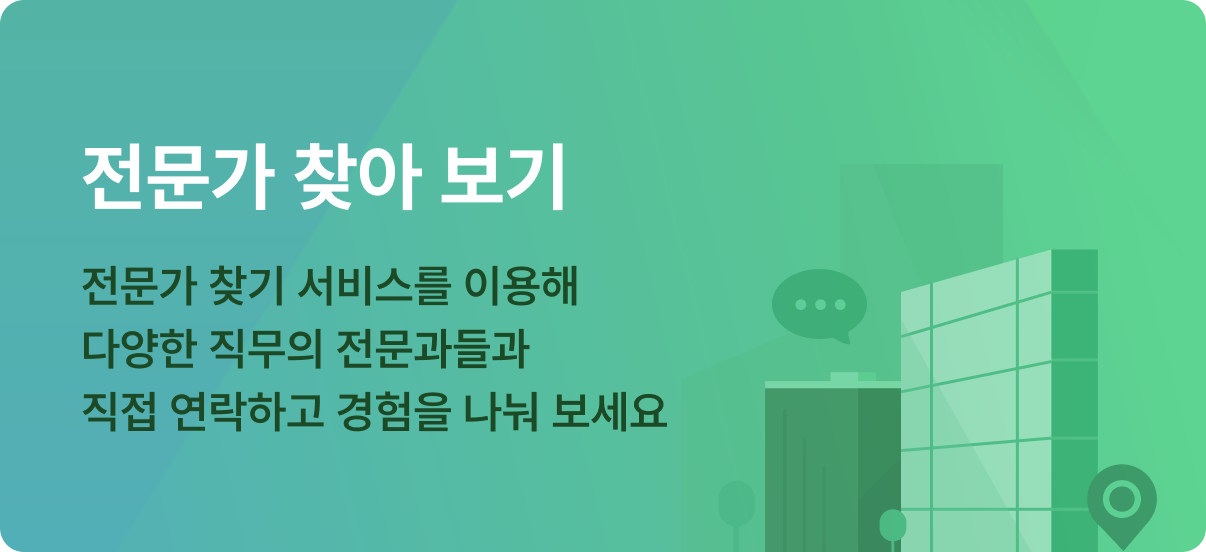 전문가 찾아 보기
전문가 찾기 서비스를 이용해
다양한 직무의 전문과들과
직접 연락하고 경험을 나눠 보세요